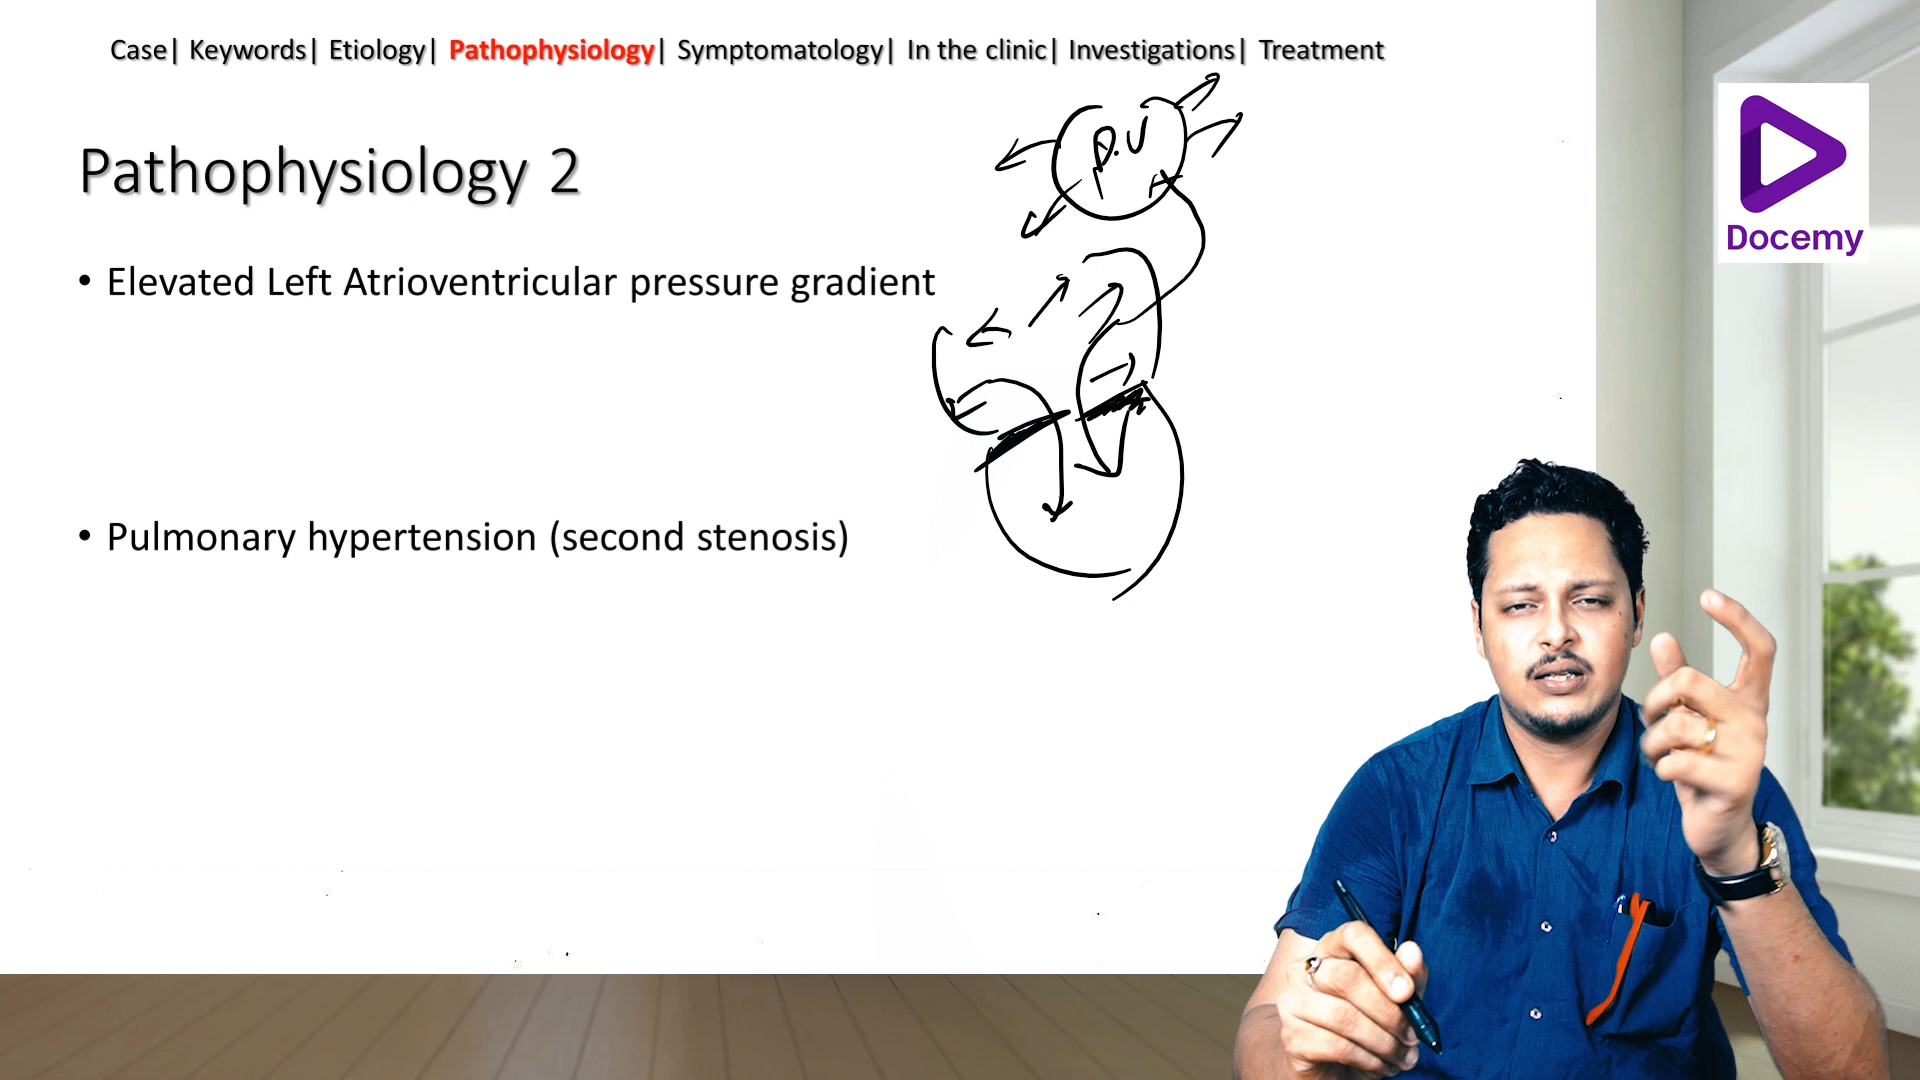 Case| Keywords| Etiology| Pathophysiology| Symptomatology| In the clinic| Investigations| Treatment
Pathophysiology 2
• Elevated Left Atrioventricular pressure gradient
• Pulmonary hypertension (second stenosis)
P.V
Docemy